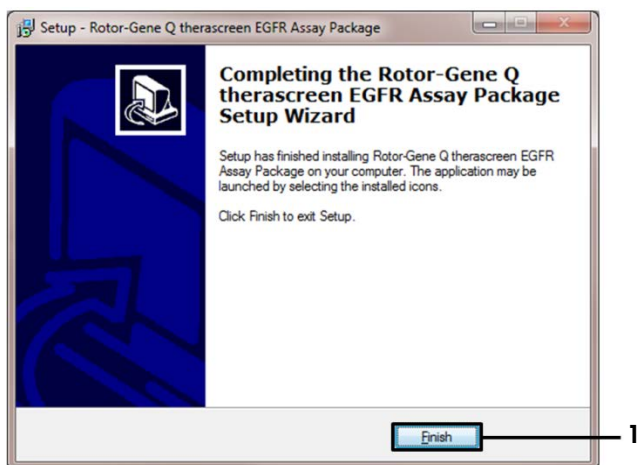 Setup - Rotor-Gene Q therascreen EGFR Assay Package
Completing the Rotor-Gene Q
therascreen EGFR Assay Package
Setup Wizard
Setup has finished installing Rotor-Gene Q therascreen EGFR
Assay Package on your computer. The application may be
launched by selecting the installed icons.
Click Finish to exit Setup.
Finish
1